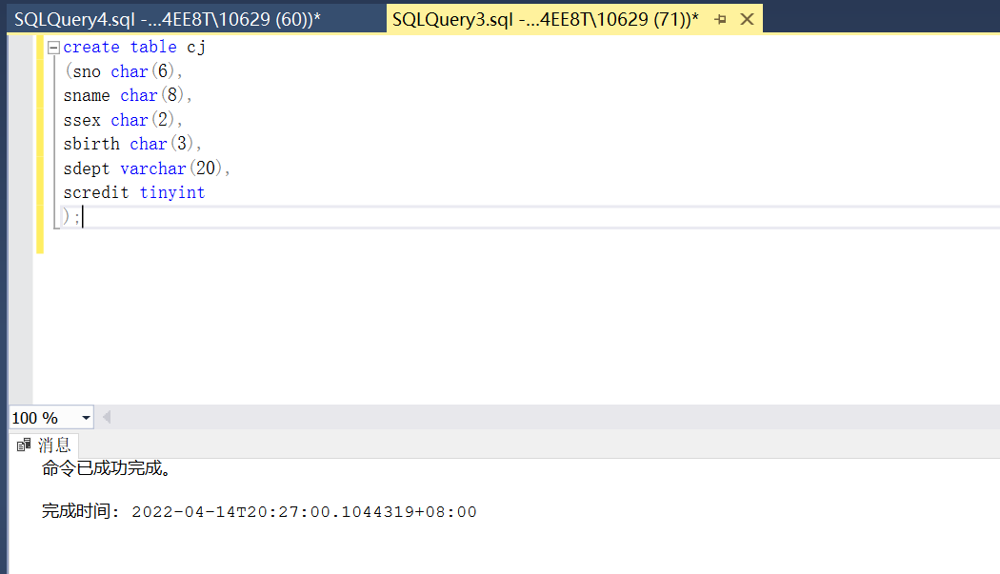 SQLQuery4.sql -...4EE8T\10629 (60))* SQLQuery3.sql -...4EE8T\10629 (71))*
create table cj
(sno char(6),
sname char(8),
ssex char(2),
sbirth char(3),
sdept varchar(20),
scredit tinyint
);
100 %
消息
命令已成功完成。
完成时间: 2022-04-14T20:27:00.1044319+08:00